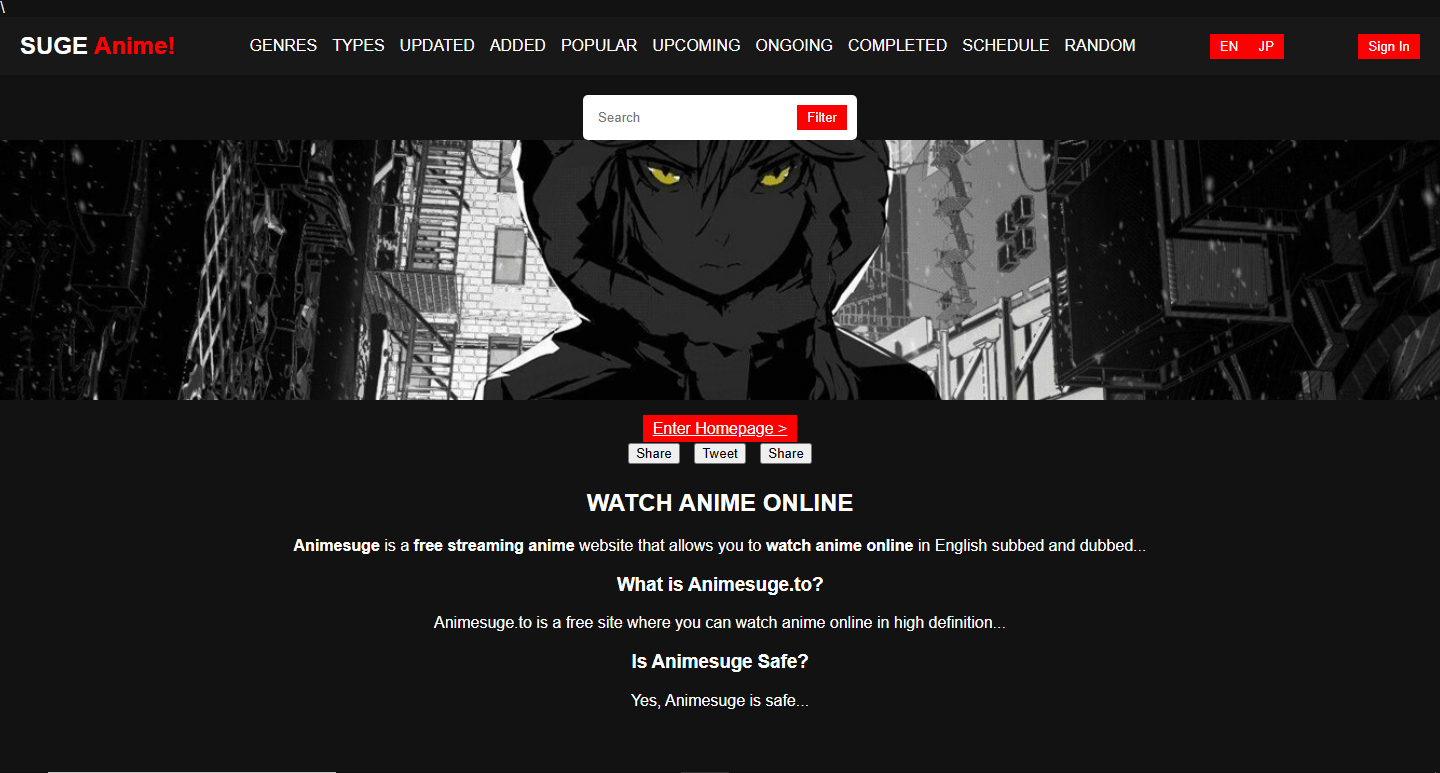 \
SUGE Anime! GENRES TYPES UPDATED ADDED POPULAR UPCOMING ONGOING COMPLETED SCHEDULE RANDOM EN JP Sign In
Search Filter
Enter Homepage >
Share Tweet Share
WATCH ANIME ONLINE
Animesuge is a free streaming anime website that allows you to watch anime online in English subbed and dubbed...
What is Animesuge.to?
Animesuge.to is a free site where you can watch anime online in high definition...
Is Animesuge Safe?
Yes, Animesuge is safe...